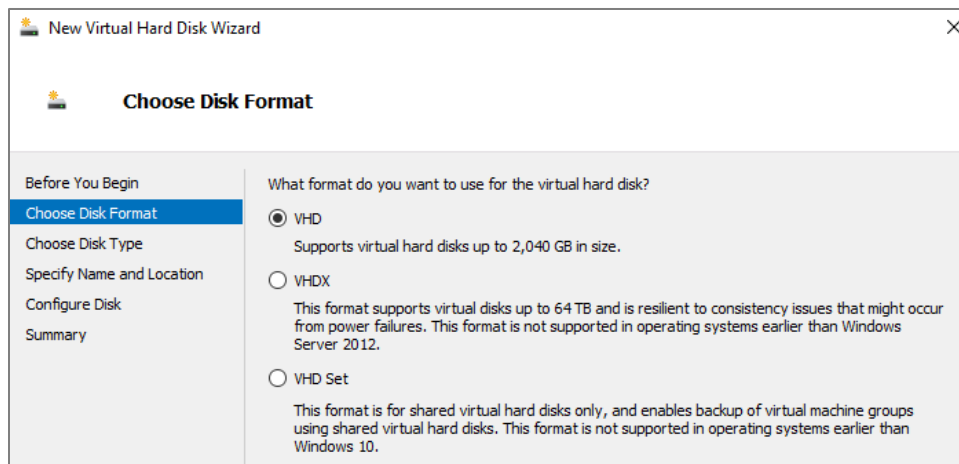 New Virtual Hard Disk Wizard
Choose Disk Format
Before You Begin
Choose Disk Format
Choose Disk Type
Specify Name and Location
Configure Disk
Summary
What format do you want to use for the virtual hard disk?
VHD
Supports virtual hard disks up to 2,040 GB in size.
VHDX
This format supports virtual disks up to 64 TB and is resilient to consistency issues that might occur
from power failures. This format is not supported in operating systems earlier than Windows
Server 2012.
VHD Set
This format is for shared virtual hard disks only, and enables backup of virtual machine groups
using shared virtual hard disks. This format is not supported in operating systems earlier than
Windows 10.